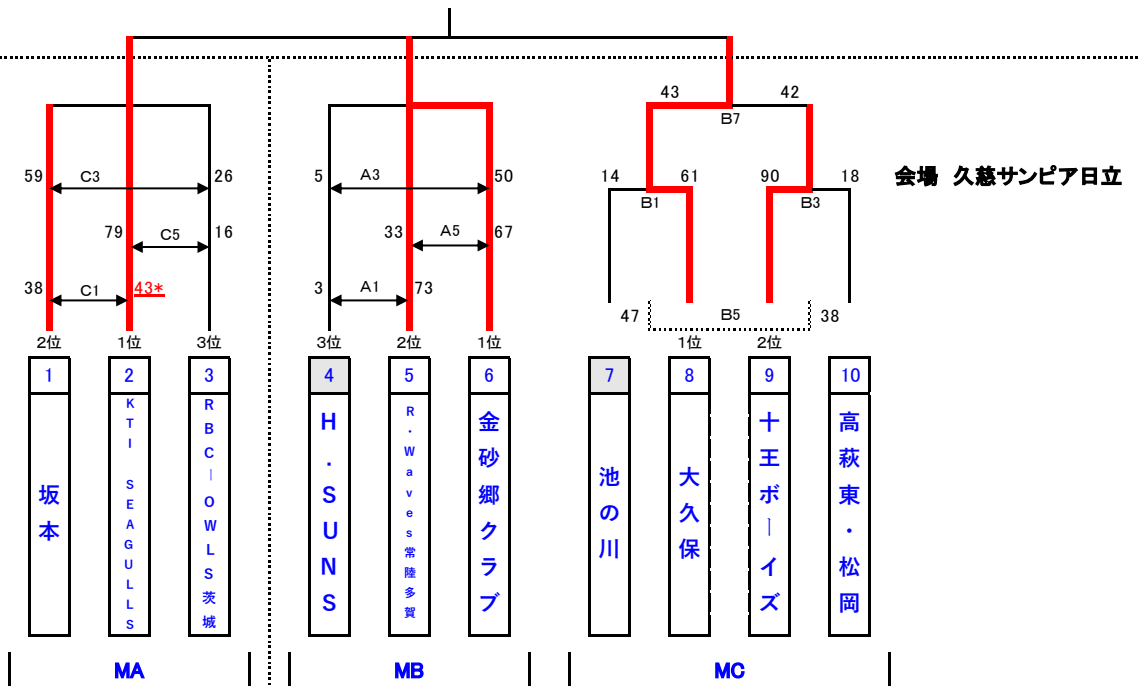 43 42
B7
59 C3 26 5 A3 50 14 61 90 18
会場 久慈サンピア日立
B1 B3
79 C5 16 33 A5 67
38 C1 43* 3 A1 73
47 B5 38
2位 1位 3位 3位 2位 1位 1位 2位
1 2 3 4 5 6 7 8 9 10
坂本
KTI SEAGULLS
RBC－OWLS茨城
H.SUNS
R・Waves常陸多賀
金砂郷クラブ
池の川
大久保
十王ボーイズ
高萩東・松岡
MA MB MC